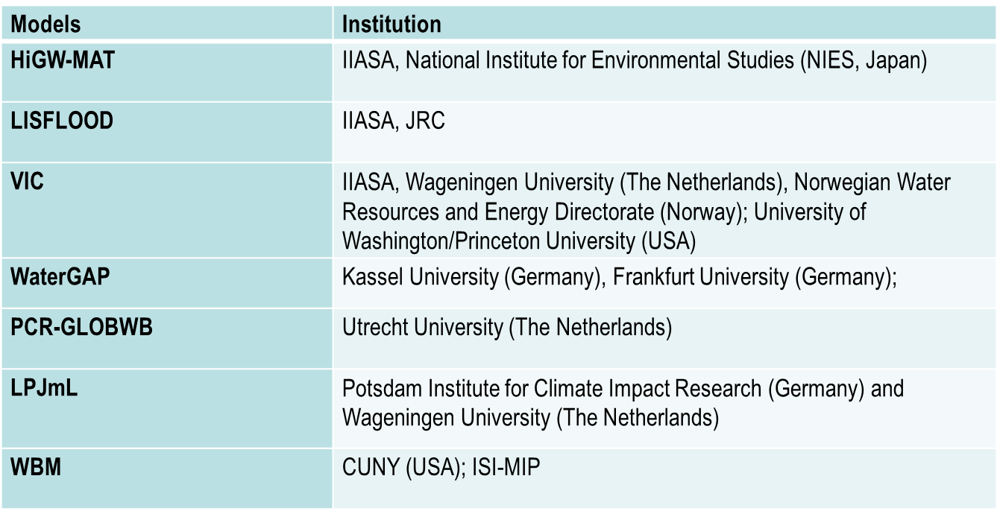 Models Institution
HiGW-MAT IIASA, National Institute for Environmental Studies (NIES, Japan)
LISFLOOD IIASA, JRC
VIC IIASA, Wageningen University (The Netherlands), Norwegian Water
Resources and Energy Directorate (Norway); University of
Washington/Princeton University (USA)
WaterGAP Kassel University (Germany), Frankfurt University (Germany);
PCR-GLOBWB Utrecht University (The Netherlands)
LPJmL Potsdam Institute for Climate Impact Research (Germany) and
Wageningen University (The Netherlands)
WBM CUNY (USA); ISI-MIP